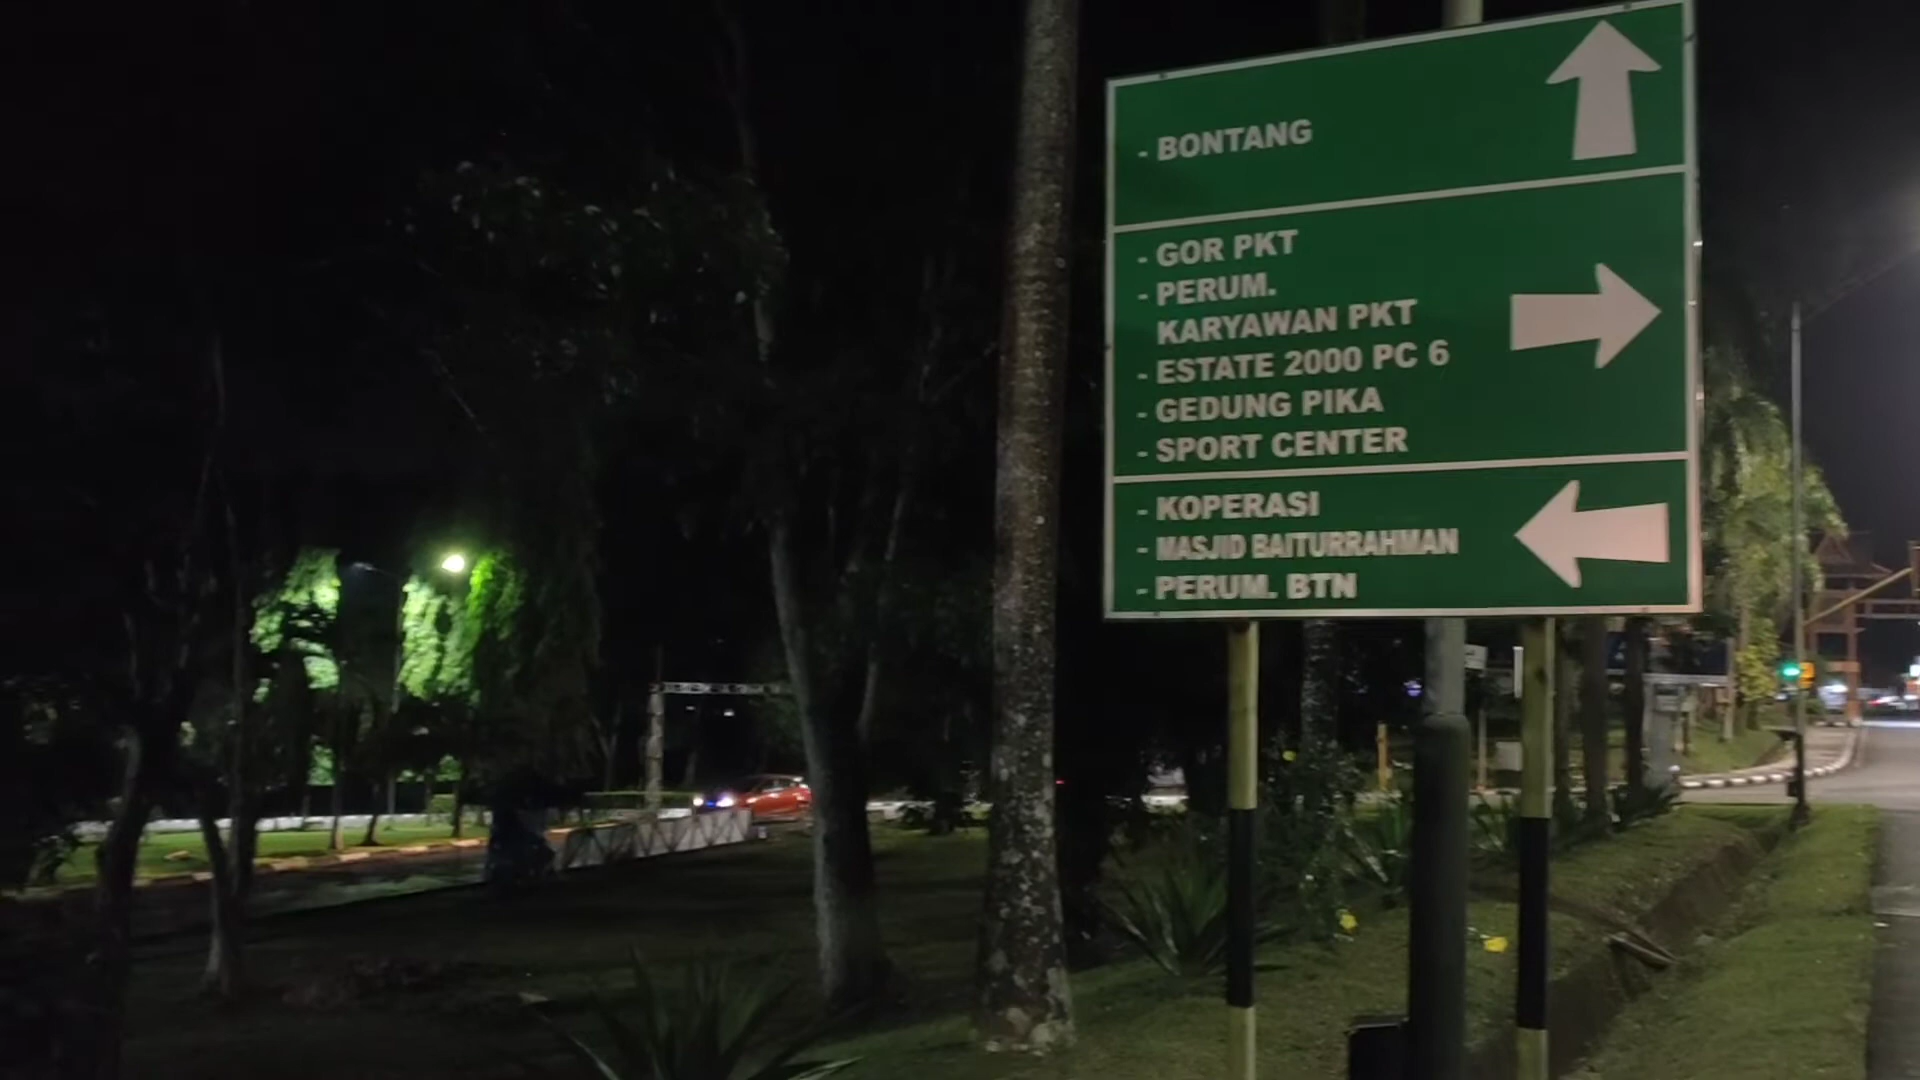 - BONTANG
- GOR PKT
- PERUM.
KARYAWAN PKT
- ESTATE 2000 PC 6
- GEDUNG PIKA
- SPORT CENTER
- KOPERASI
- MASJID BAITURRAHMAN
- PERUM. BTN